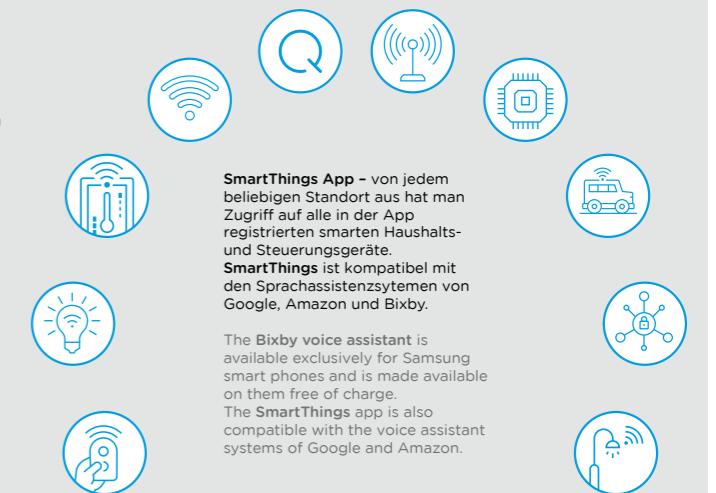 SmartThings App – von jedem
beliebigen Standort aus hat man
Zugriff auf alle in der App
registrierten smarten Haushalts-
und Steuerungsgeräte.
SmartThings ist kompatibel mit
den Sprachassistenzsytemen von
Google, Amazon und Bixby.
The Bixby voice assistant is
available exclusively for Samsung
smart phones and is made available
on them free of charge.
The SmartThings app is also
compatible with the voice assistant
systems of Google and Amazon.